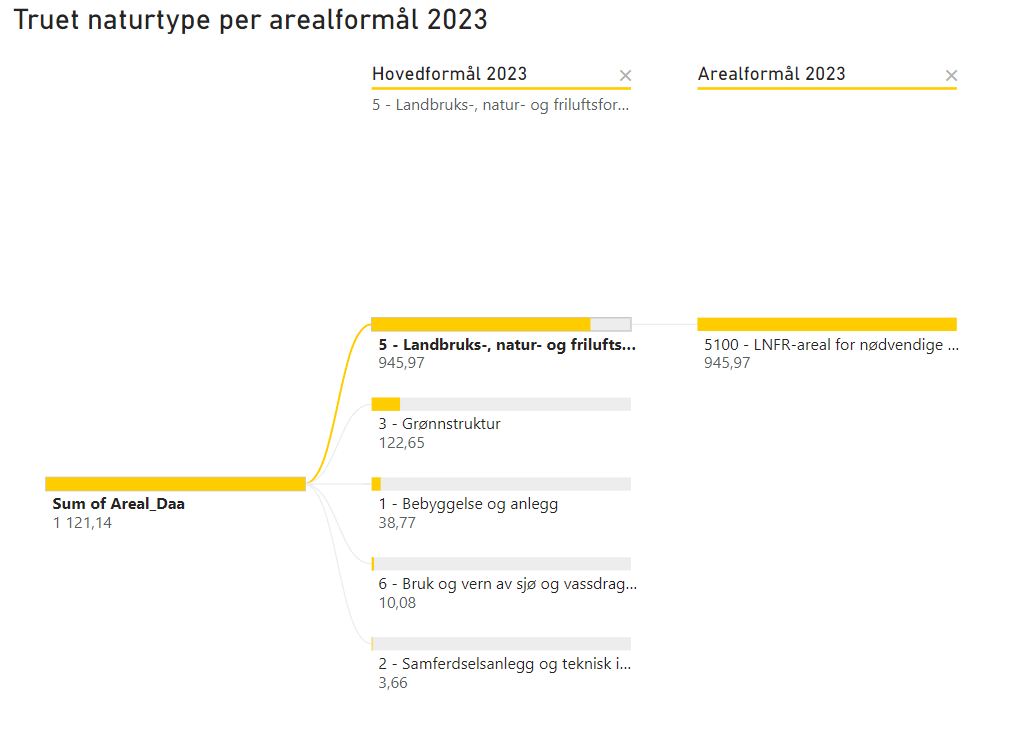 Truet naturtype per arealformål 2023
Hovedformål 2023
5 - Landbruks-, natur- og friluftsfor...
Arealformål 2023
5 - Landbruks-, natur- og frilufts...
945,97
5100 - LNFR-areal for nødvendige ...
945,97
3 - Grønnstruktur
122,65
Sum of Areal_Daa
1 121,14
1 - Bebyggelse og anlegg
38,77
6 - Bruk og vern av sjø og vassdrag...
10,08
2 - Samferdselsanlegg og teknisk i...
3,66